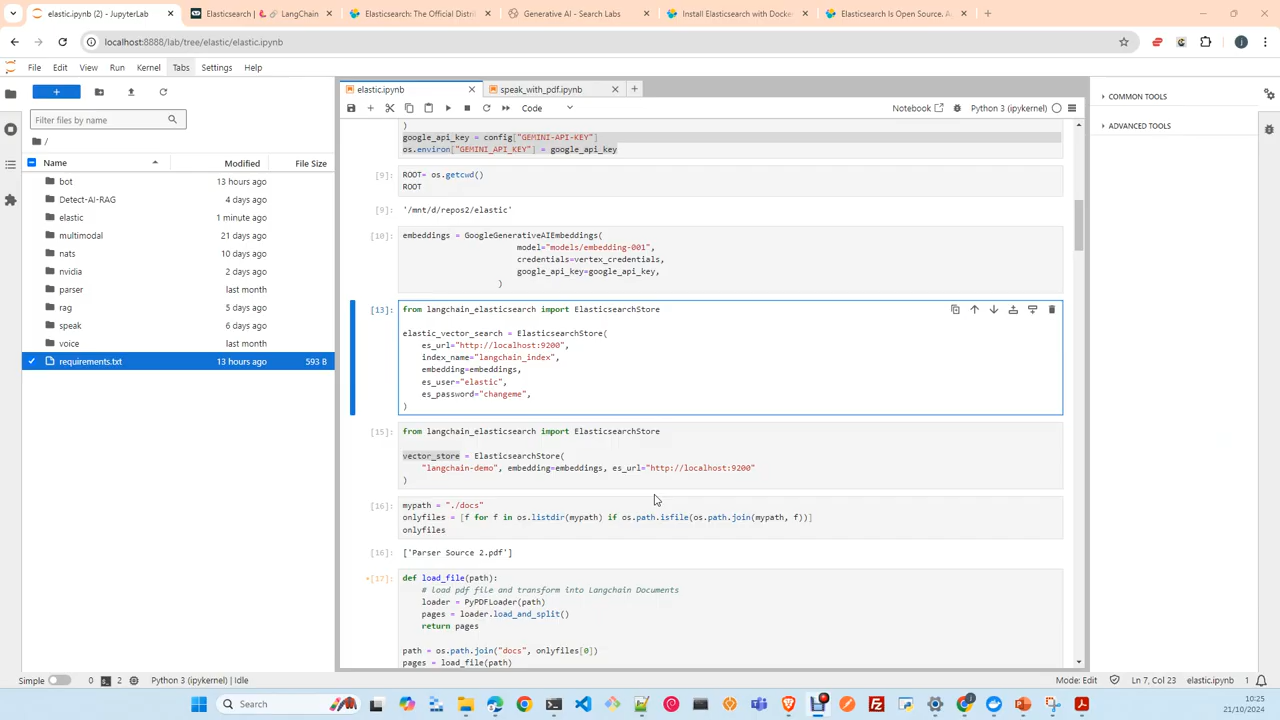 elastic.ipynb (2) - JupyterLab
Elasticsearch | 🦜️🔗 LangChain
Elasticsearch: The Official Distri
Generative AI - Search Labs
Install Elasticsearch with Docker
Elasticsearch Is Open Source. A
localhost:8888/lab/tree/elastic/elastic.ipynb
File Edit View Run Kernel Tabs Settings Help
elastic.ipynb
speak_with_pdf.ipynb
Code
Notebook
Python 3 (ipykernel)
COMMON TOOLS
ADVANCED TOOLS
Filter files by name
/
Name Modified File Size
bot 13 hours ago
Detect-AI-RAG 4 days ago
elastic 1 minute ago
multimodal 21 days ago
nats 10 days ago
nvidia 2 days ago
parser last month
rag 5 days ago
speak 6 days ago
voice last month
requirements.txt 13 hours ago 593 B
)
google_api_key = config["GEMINI-API-KEY"]
os.environ["GEMINI_API_KEY"] = google_api_key
[9]: ROOT= os.getcwd()
ROOT
[9]: '/mnt/d/repos2/elastic'
[10]: embeddings = GoogleGenerativeAIEmbeddings(
model="models/embedding-001",
credentials=vertex_credentials,
google_api_key=google_api_key,
)
[13]: from langchain_elasticsearch import ElasticsearchStore
elastic_vector_search = ElasticsearchStore(
es_url="http://localhost:9200",
index_name="langchain_index",
embedding=embeddings,
es_user="elastic",
es_password="changeme",
)
[15]: from langchain_elasticsearch import ElasticsearchStore
vector_store = ElasticsearchStore(
"langchain-demo", embedding=embeddings, es_url="http://localhost:9200"
)
[16]: mypath = "./docs"
onlyfiles = [f for f in os.listdir(mypath) if os.path.isfile(os.path.join(mypath, f))]
onlyfiles
[16]: ['Parser Source 2.pdf']
[17]: def load_file(path):
# load pdf file and transform into Langchain Documents
loader = PyPDFLoader(path)
pages = loader.load_and_split()
return pages
path = os.path.join("docs", onlyfiles[0])
pages = load_file(path)
Simple 0 2 Python 3 (ipykernel) | Idle
Mode: Edit Ln 7, Col 23 elastic.ipynb 1
Search
10:25
21/10/2024